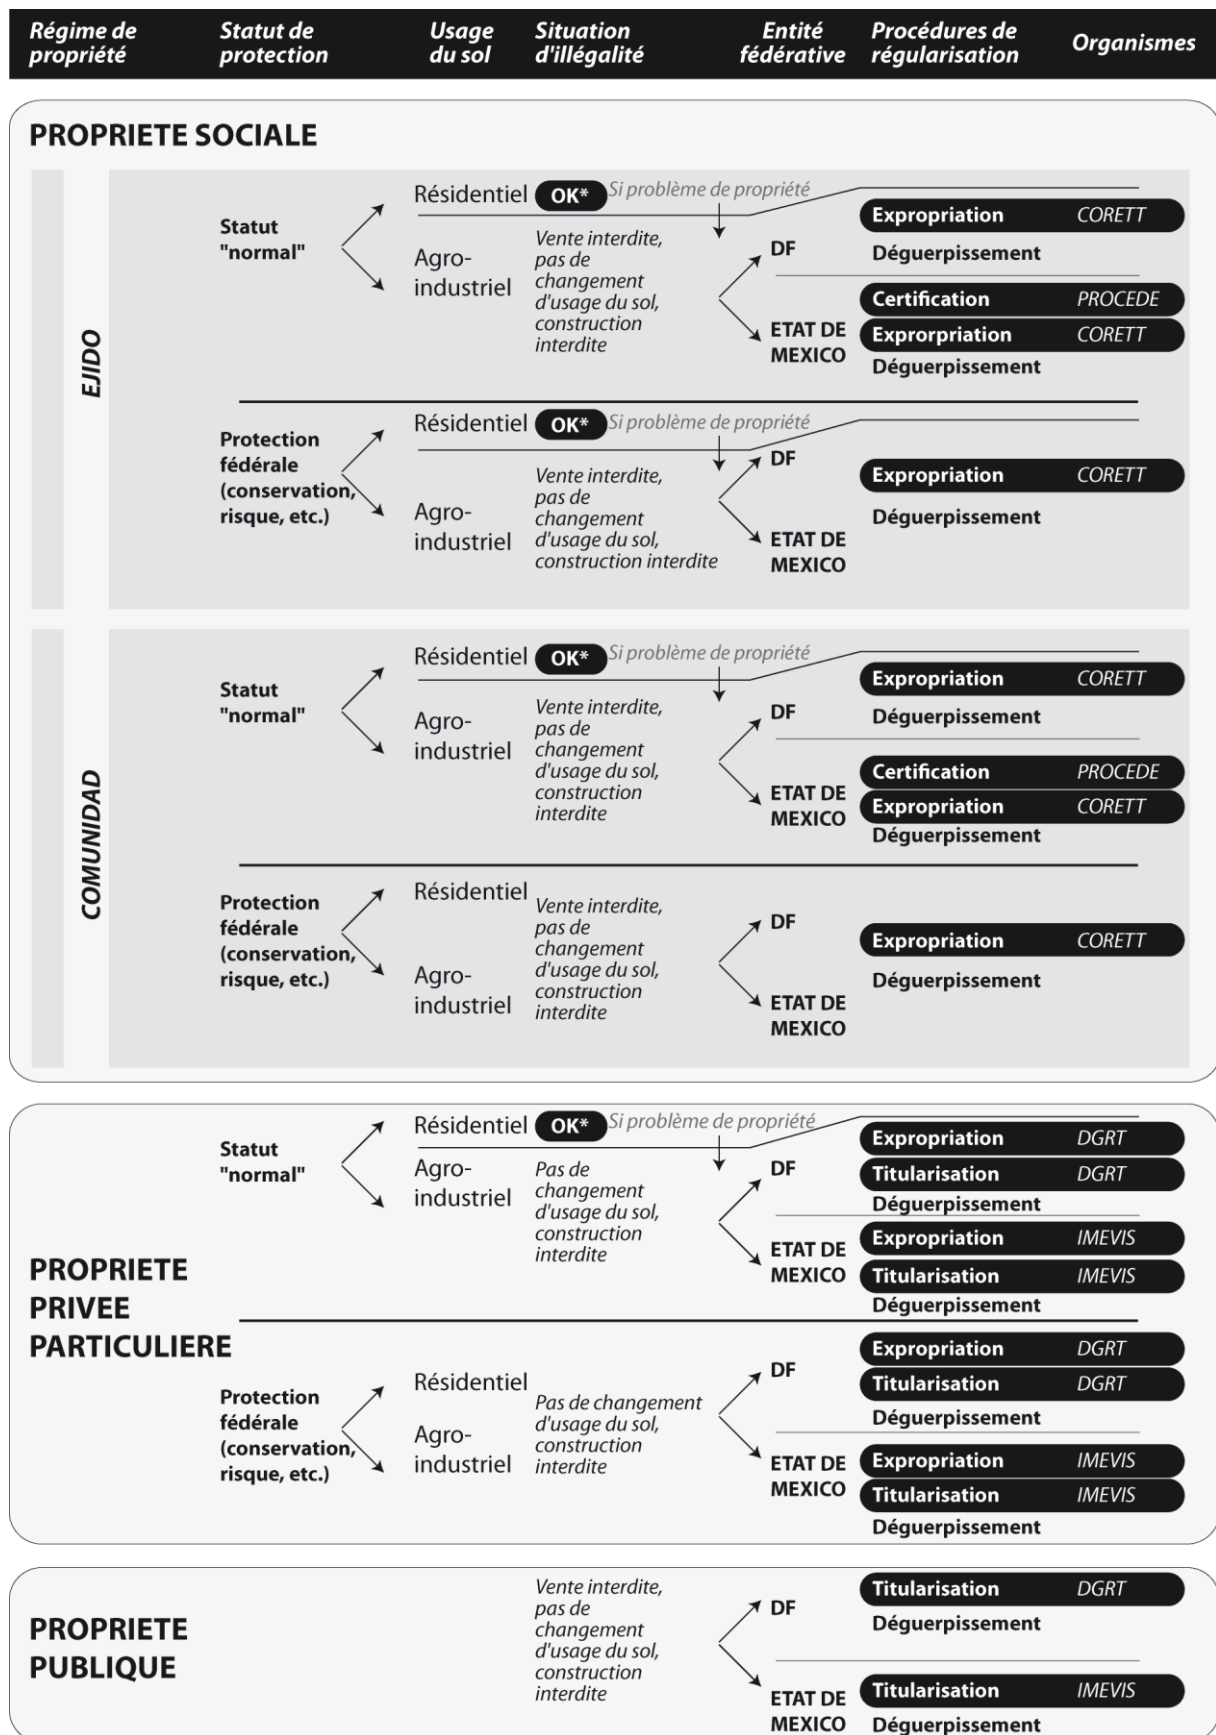 Régime de propriété
Statut de protection
Usage du sol
Situation d'illégalité
Entité fédérative
Procédures de régularisation
Organismes
PROPRIETE SOCIALE
EJIDO
Statut
"normal"
Résidentiel
OK*
Si problème de propriété
Agro-
industriel
Vente interdite,
pas de
changement
d'usage du sol,
construction
interdite
DF
Expropriation CORETT
Déguerpissement
ETAT DE
MEXICO
Certification PROCEDE
Exprorpriation CORETT
Déguerpissement
Protection
fédérale
(conservation,
risque, etc.)
Résidentiel
OK*
Si problème de propriété
Agro-
industriel
Vente interdite,
pas de
changement
d'usage du sol,
construction interdite
DF
ETAT DE
MEXICO
Expropriation CORETT
Déguerpissement
COMUNIDAD
Statut
"normal"
Résidentiel
OK*
Si problème de propriété
Agro-
industriel
Vente interdite,
pas de
changement
d'usage du sol,
construction
interdite
DF
Expropriation CORETT
Déguerpissement
ETAT DE
MEXICO
Certification PROCEDE
Expropriation CORETT
Déguerpissement
Protection
fédérale
(conservation,
risque, etc.)
Résidentiel
Agro-
industriel
Vente interdite,
pas de
changement
d'usage du sol,
construction
interdite
DF
ETAT DE
MEXICO
Expropriation CORETT
Déguerpissement
PROPRIETE
PRIVEE
PARTICULIERE
Statut
"normal"
Résidentiel
OK*
Si problème de propriété
Agro-
industriel
Pas de
changement
d'usage du sol,
construction
interdite
DF
Expropriation DGRT
Titularisation DGRT
Déguerpissement
ETAT DE
MEXICO
Expropriation IMEVIS
Titularisation IMEVIS
Déguerpissement
Protection
fédérale
(conservation,
risque, etc.)
Résidentiel
Agro-
industriel
Pas de changement
d'usage du sol,
construction
interdite
DF
Expropriation DGRT
Titularisation DGRT
Déguerpissement
ETAT DE
MEXICO
Expropriation IMEVIS
Titularisation IMEVIS
Déguerpissement
PROPRIETE
PUBLIQUE
Vente interdite,
pas de
changement
d'usage du sol,
construction
interdite
DF
Titularisation DGRT
Déguerpissement
ETAT DE
MEXICO
Titularisation IMEVIS
Déguerpissement